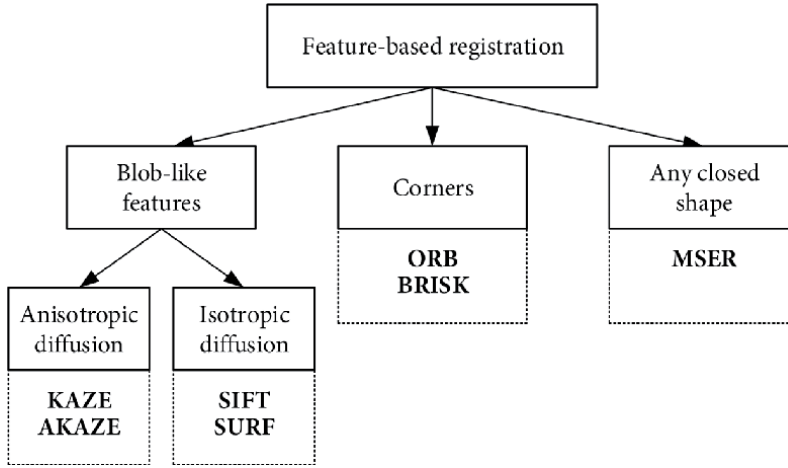 Feature-based registration
Blob-like
features
Corners
Any closed
shape
ORB
BRISK
MSER
Anisotropic
diffusion
Isotropic
diffusion
KAZE
AKAZE
SIFT
SURF